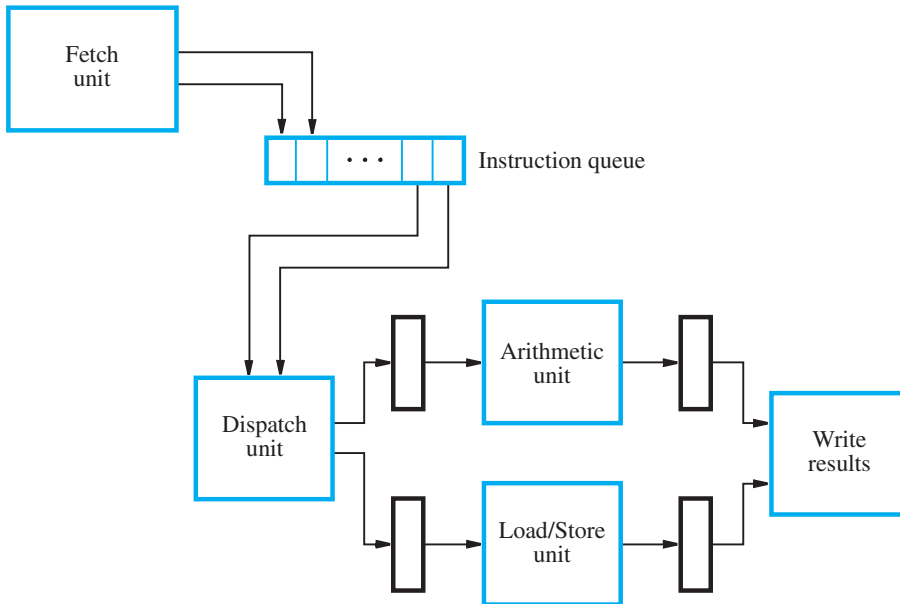 Fetch
unit
• • •
Instruction queue
Arithmetic
unit
Dispatch
unit
Write
results
Load/Store
unit